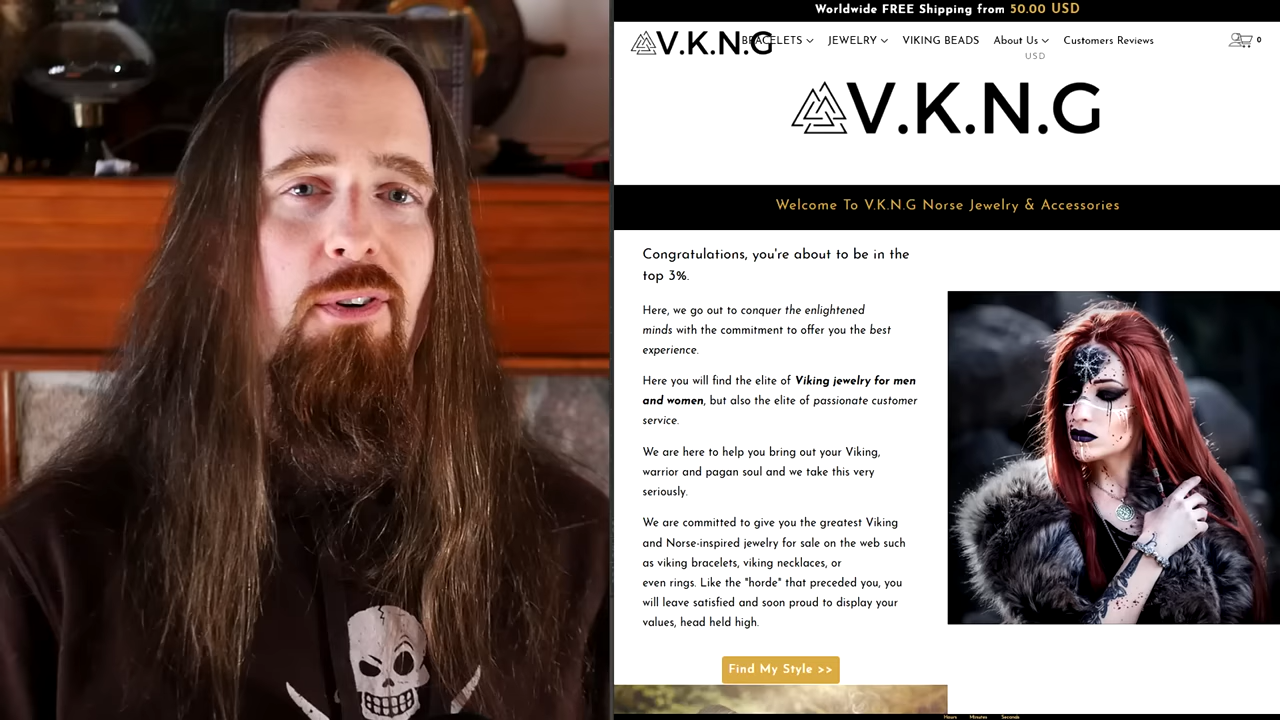 Worldwide FREE Shipping from 50.00 USD
V.K.N.G
BRACELETS JEWELRY VIKING BEADS About Us Customers Reviews
0
USD
V.K.N.G
Welcome To V.K.N.G Norse Jewelry & Accessories
Congratulations, you're about to be in the
top 3%.
Here, we go out to conquer the enlightened
minds with the commitment to offer you the best
experience.
Here you will find the elite of Viking jewelry for men
and women, but also the elite of passionate customer
service.
We are here to help you bring out your Viking,
warrior and pagan soul and we take this very
seriously.
We are committed to give you the greatest Viking
and Norse-inspired jewelry for sale on the web such
as viking bracelets, viking necklaces, or
even rings. Like the "horde" that preceded you, you
will leave satisfied and soon proud to display your
values, head held high.
Find My Style >>
Hours Minutes Seconds